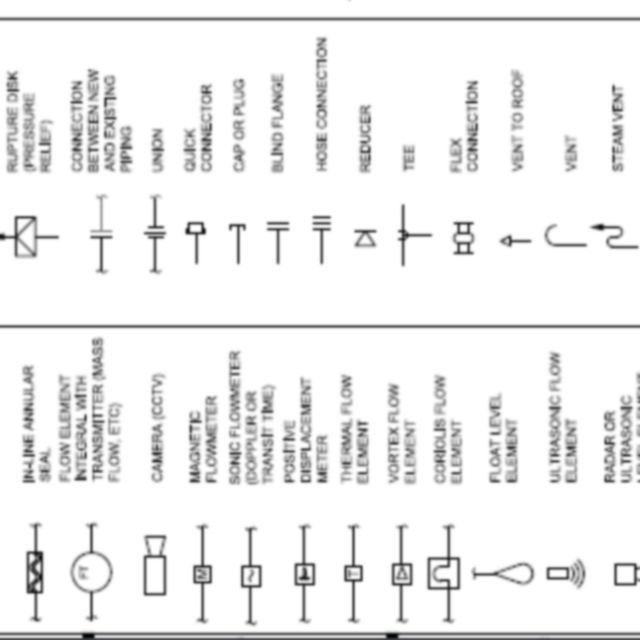 RUPTURE DISK
(PRESSURE
RELIEF)
CONNECTION
BETWEEN NEW
AND EXISTING
PIPING
UNION
QUICK
CONNECTOR
CAP OR PLUG
BLIND FLANGE
HOSE CONNECTION
REDUCER
TEE
FLEX
CONNECTION
VENT TO ROOF
VENT
STEAM VENT
IN-LINE ANNULAR
SEAL
FLOW ELEMENT
INTEGRAL WITH
TRANSMITTER (MASS
FLOW, ETC)
FT
CAMERA (CCTV)
MAGNETIC
FLOWMETER
M
SONIC FLOWMETER
(DOPPLER OR
TRANSIT TIME)
POSITIVE
DISPLACEMENT
METER
THERMAL FLOW
ELEMENT
T
VORTEX FLOW
ELEMENT
CORIOLIS FLOW
ELEMENT
FLOAT LEVEL
ELEMENT
ULTRASONIC FLOW
ELEMENT
RADAR OR
ULTRASONIC